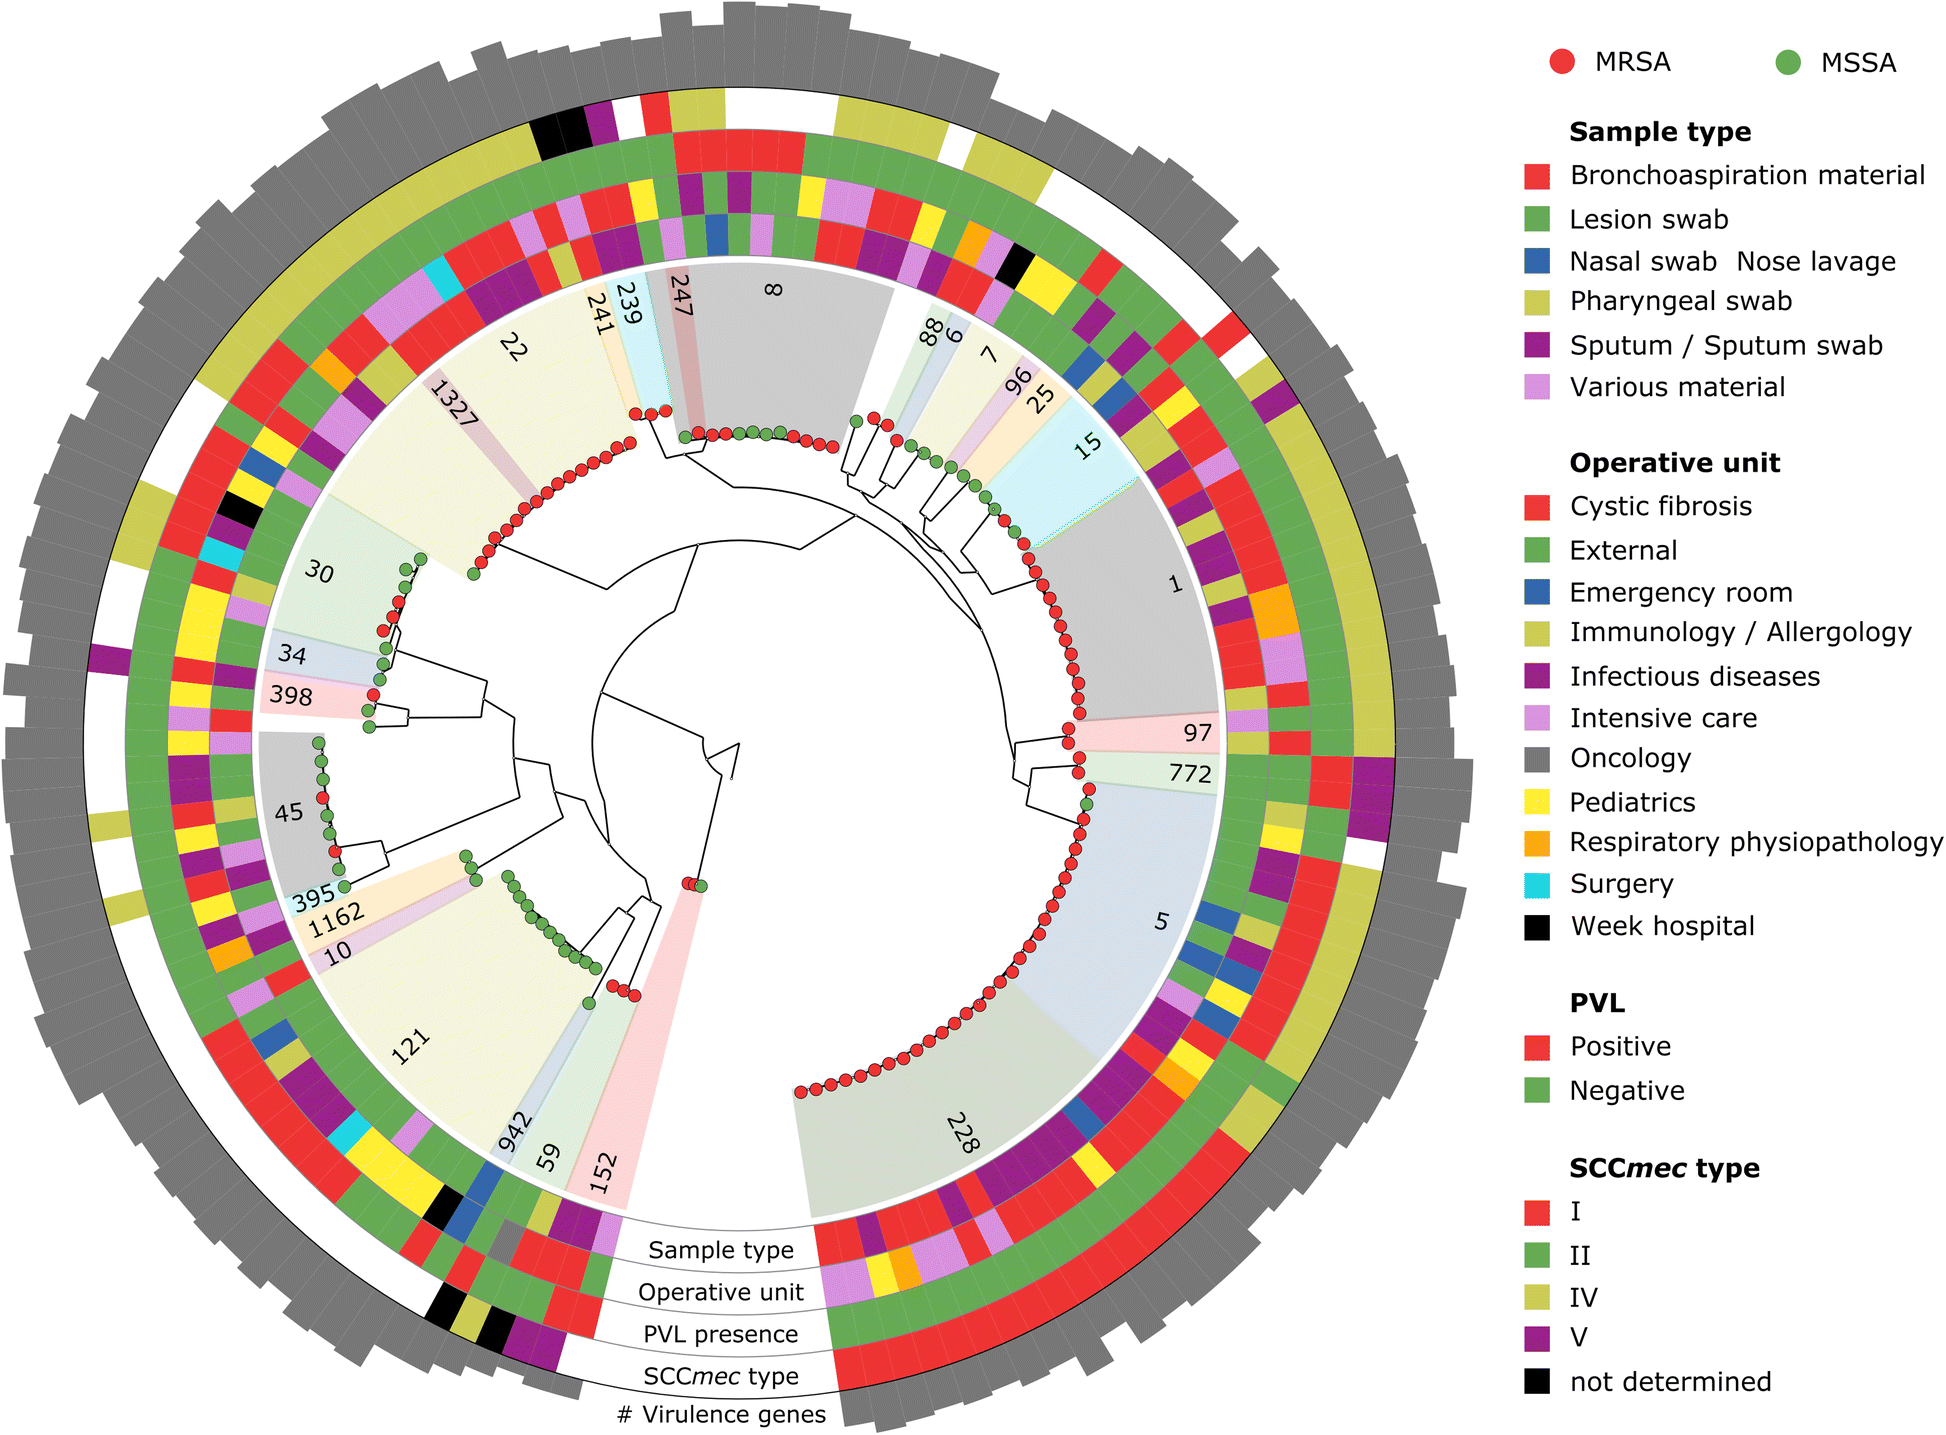 MRSA
MSSA
Sample type
Bronchoaspiration material
Lesion swab
Nasal swab Nose lavage
Pharyngeal swab
Sputum / Sputum swab
Various material
Operative unit
Cystic fibrosis
External
Emergency room
Immunology / Allergology
Infectious diseases
Intensive care
Oncology
Pediatrics
Respiratory physiopathology
Surgery
Week hospital
PVL
Positive
Negative
SCCmec type
I
II
IV
V
not determined
241
239
247
8
88
6
7
96
25
15
1
97
772
5
228
22
1327
30
34
398
45
395
1162
10
121
942
59
152
Sample type
Operative unit
PVL presence
SCCmec type
# Virulence genes